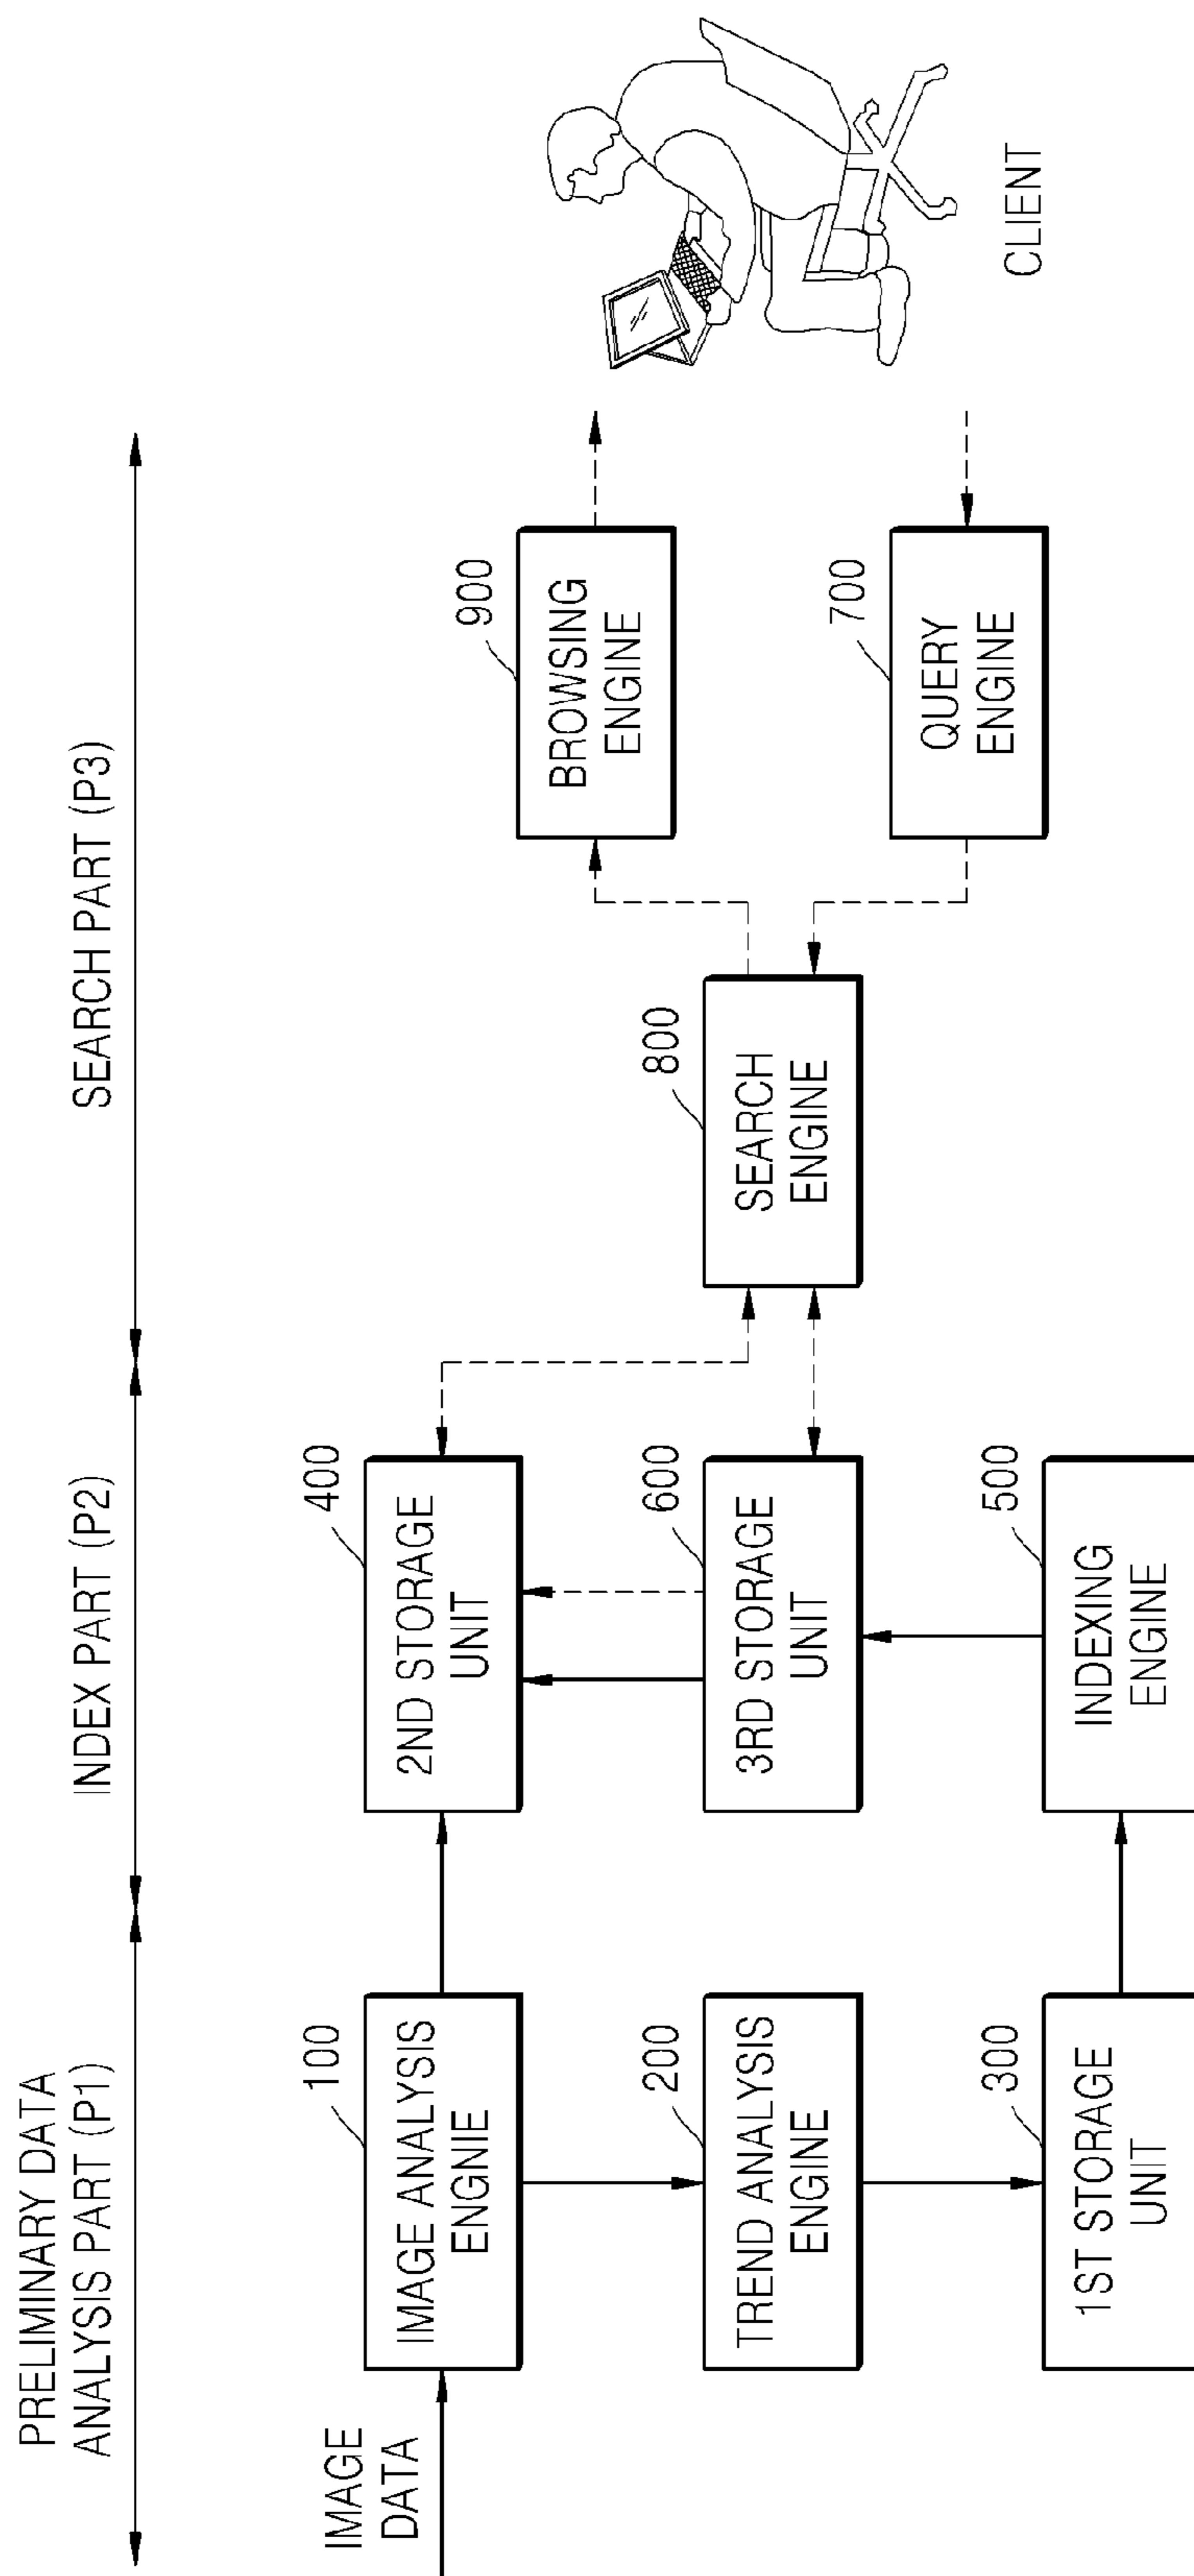 PRELIMINARY DATA
ANALYSIS PART (P1)
INDEX PART (P2)
SEARCH PART (P3)
IMAGE
DATA
100
IMAGE ANALYSIS
ENGNIE
400
2ND STORAGE
UNIT
200
TREND ANALYSIS
ENGINE
600
3RD STORAGE
UNIT
300
1ST STORAGE
UNIT
500
INDEXING
ENGINE
800
SEARCH
ENGINE
900
BROWSING
ENGINE
700
QUERY
ENGINE
CLIENT